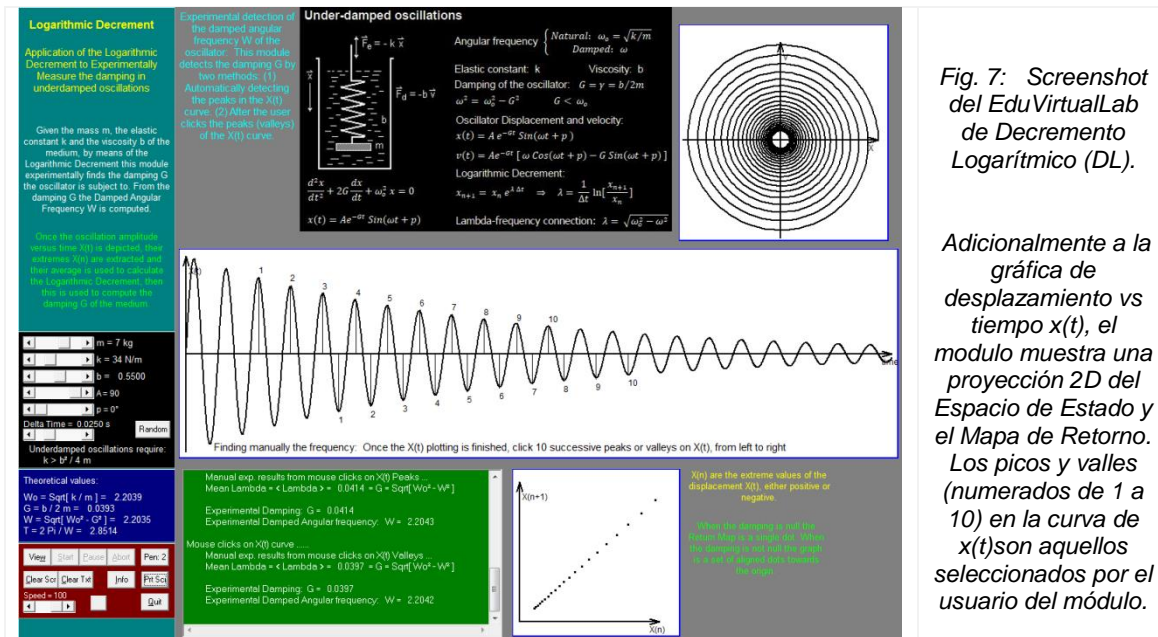 Logarithmic Decrement
Application of the Logarithmic
Decrement to Experimentally
Measure the damping in
underdamped oscillations
Given the mass m, the elastic
constant k and the viscosity b of the
medium, by means of the
Logarithmic Decrement this module
experimentally finds the damping G
the oscillator is subject to. From the
damping G the Damped Angular
Frequency W is computed.
Once the oscillation amplitude
versus time X(t) is depicted, their
extremes X(n) are extracted and
their average is used to calculate
the Logarithmic Decrement, then
this is used to compute the
damping G of the medium
m = 7 kg
k = 34 N/m
b = 0.5500
A = 90
p = 0°
Delta Time = 0.0250 s
Random
Underdamped oscillations require:
k > b² / 4 m
Theoretical values:
Wo = Sqrt[ k / m ] = 2.2039
G = b / 2 m = 0.0393
W = Sqrt[ Wo² - G² ] = 2.2035
T = 2 Pi / W = 2.8514
View Start Pause Abort Pen: 2
Clear Scr Clear Txt Info Prt Scr
Speed = 100
Quit
Experimental detection of
the damped angular
frequency W of the
oscillator. This module
detects the damping G by
two methods: (1)
Automatically detecting
the peaks in the X(t)
curve. (2) After the user
clicks the peaks (valleys)
of the X(t) curve.
Under-damped oscillations
F⃗e = - k x⃗
x⃗
F⃗d = -b v⃗
b
m
d²x/dt² + 2G dx/dt + ωₒ² x = 0
x(t) = Ae^-Gt Sin(ωt + p)
Angular frequency { Natural: ωₒ = √k/m
Damped: ω
Elastic constant: k Viscosity: b
Damping of the oscillator: G = γ = b/2m
ω² = ωₒ² − G² G < ωₒ
Oscillator Displacement and velocity:
x(t) = A e^-Gt Sin(ωt + p )
v(t) = Ae^-Gt [ ω Cos(ωt + p) − G Sin(ωt + p) ]
Logarithmic Decrement:
xn+1 = xn e^λ Δt ⇒ λ = 1/Δt ln[xn+1/xn]
Lambda-frequency connection: λ = √ωₒ² − ω²
V
X
X(t)
1 2 3 4 5 6 7 8 9 10
time
1 2 3 4 5 6 7 8 9 10
Finding manually the frequency: Once the X(t) plotting is finished, click 10 successive peaks or valleys on X(t), from left to right
Manual exp. results from mouse clicks on X(t) Peaks ...
Mean Lambda = < Lambda > = 0.0414 = G = Sqrt[ Wo² - W² ]
Experimental Damping: G = 0.0414
Experimental Damped Angular frequency: W = 2.2043
Mouse clicks on X(t) curve .....
Manual exp. results from mouse clicks on X(t) Valleys ...
Mean Lambda = < Lambda > = 0.0397 = G = Sqrt[ Wo² - W² ]
Experimental Damping: G = 0.0397
Experimental Damped Angular frequency: W = 2.2042
X(n+1)
X(n)
X(n) are the extreme values of the
displacement X(t), either positive or
negative.
When the damping is null the
Return Map is a single dot. When
the damping is not null the graph
is a set of aligned dots towards
the origin.
Fig. 7: Screenshot
del EduVirtualLab
de Decremento
Logarítmico (DL).
Adicionalmente a la
gráfica de
desplazamiento vs
tiempo x(t), el
modulo muestra una
proyección 2D del
Espacio de Estado y
el Mapa de Retorno.
Los picos y valles
(numerados de 1 a
10) en la curva de
x(t)son aquellos
seleccionados por el
usuario del módulo.